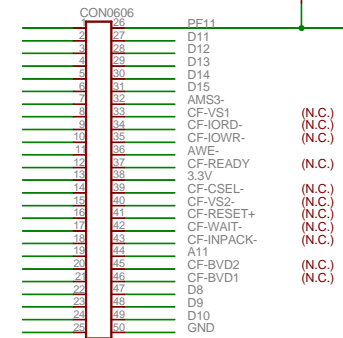 CON0606
1 26 PF11
2 27 D11
3 28 D12
4 29 D13
5 30 D14
6 31 D15
7 32 AMS3-
8 33 CF-VS1 (N.C.)
9 34 CF-IORD- (N.C.)
10 35 CF-IOWR- (N.C.)
11 36 AWE-
12 37 CF-READY (N.C.)
13 38 3.3V
14 39 CF-CSEL- (N.C.)
15 40 CF-VS2- (N.C.)
16 41 CF-RESET+ (N.C.)
17 42 CF-WAIT- (N.C.)
18 43 CF-INPACK- (N.C.)
19 44 A11
20 45 CF-BVD2 (N.C.)
21 46 CF-BVD1 (N.C.)
22 47 D8
23 48 D9
24 49 D10
25 50 GND